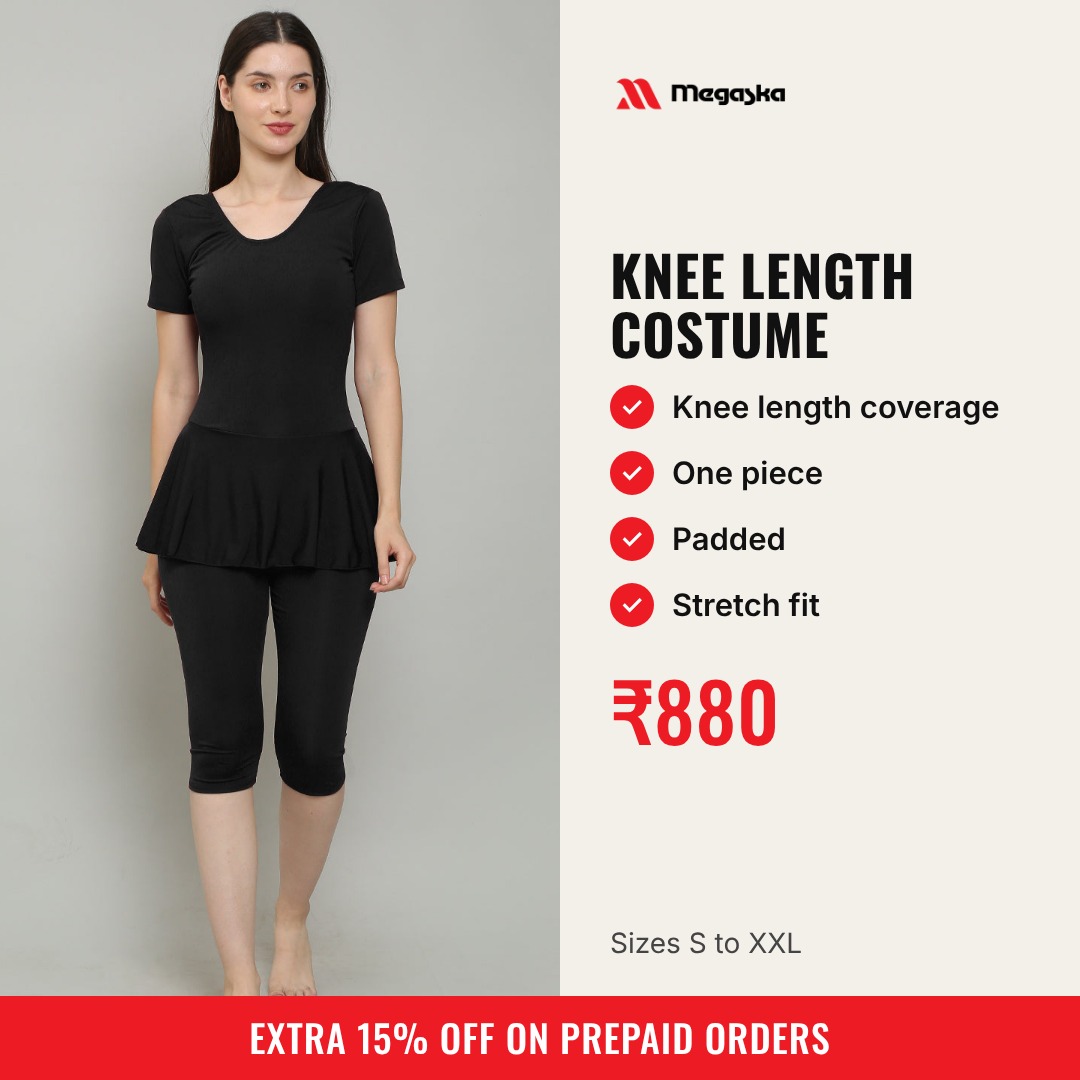 Megaska
KNEE LENGTH
COSTUME
Knee length coverage
One piece
Padded
Stretch fit
₹880
Sizes S to XXL
EXTRA 15% OFF ON PREPAID ORDERS